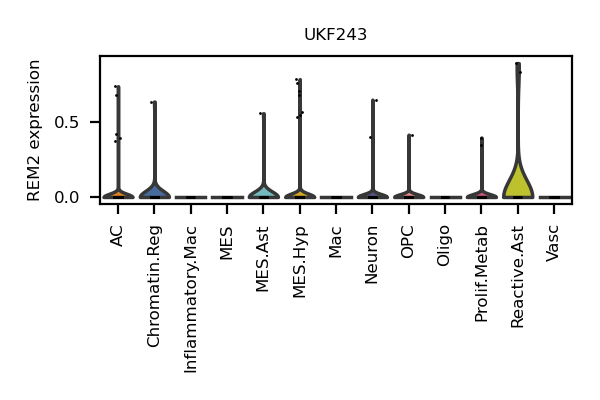 UKF243
REM2 expression
0.5
0.0
AC
Chromatin.Reg
Inflammatory.Mac
MES
MES.Ast
MES.Hyp
Mac
Neuron
OPC
Oligo
Prolif.Metab
Reactive.Ast
Vasc